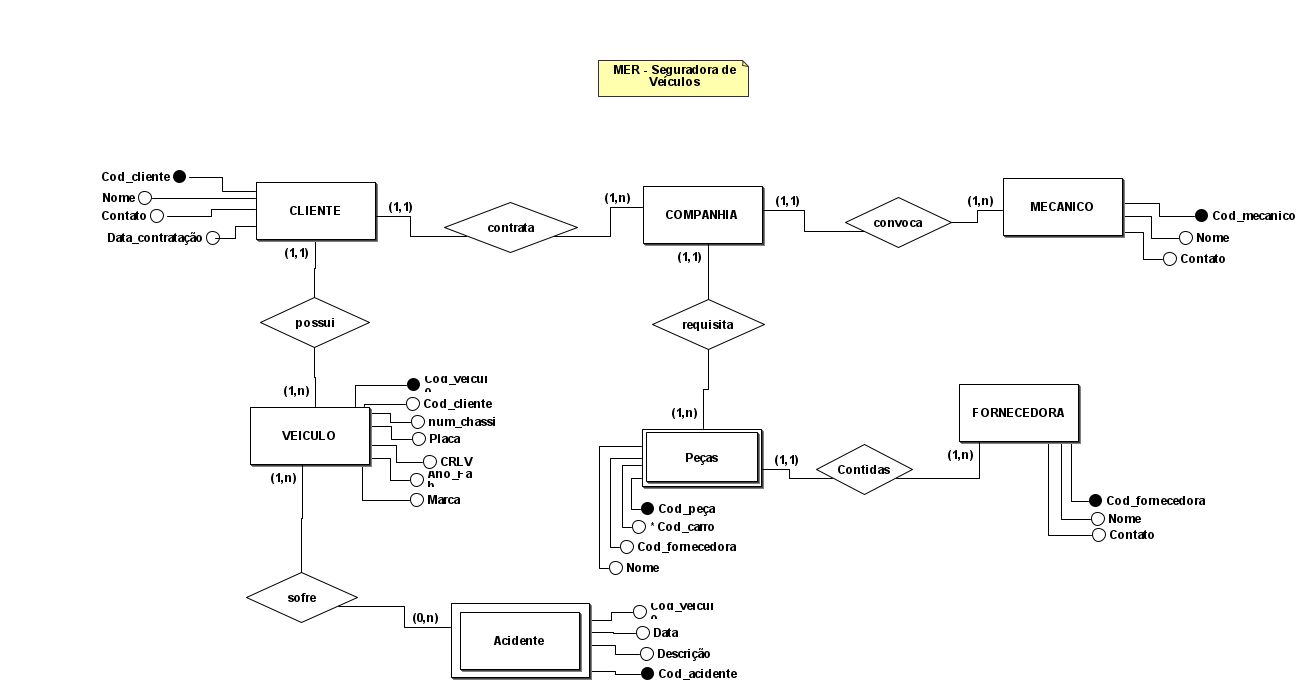 MER - Seguradora de
Veículos
Cod_cliente
Nome
Contato
Data_contratação
CLIENTE
(1,1)
contrata
(1,n)
COMPANHIA
(1,1)
convoca
(1,n)
MECANICO
Cod_mecanico
Nome
Contato
(1,1)
possui
(1,n)
(1,1)
requisita
(1,n)
VEICULO
Cod_veicul
o
Cod_cliente
num_chassi
Placa
CRLV
Ano_Fa
b
Marca
(1,n)
Peças
(1,1)
Contidas
(1,n)
FORNECEDORA
Cod_peça
* Cod_carro
Cod_fornecedora
Nome
Cod_fornecedora
Nome
Contato
sofre
(0,n)
Acidente
Cod_veicul
o
Data
Descrição
Cod_acidente